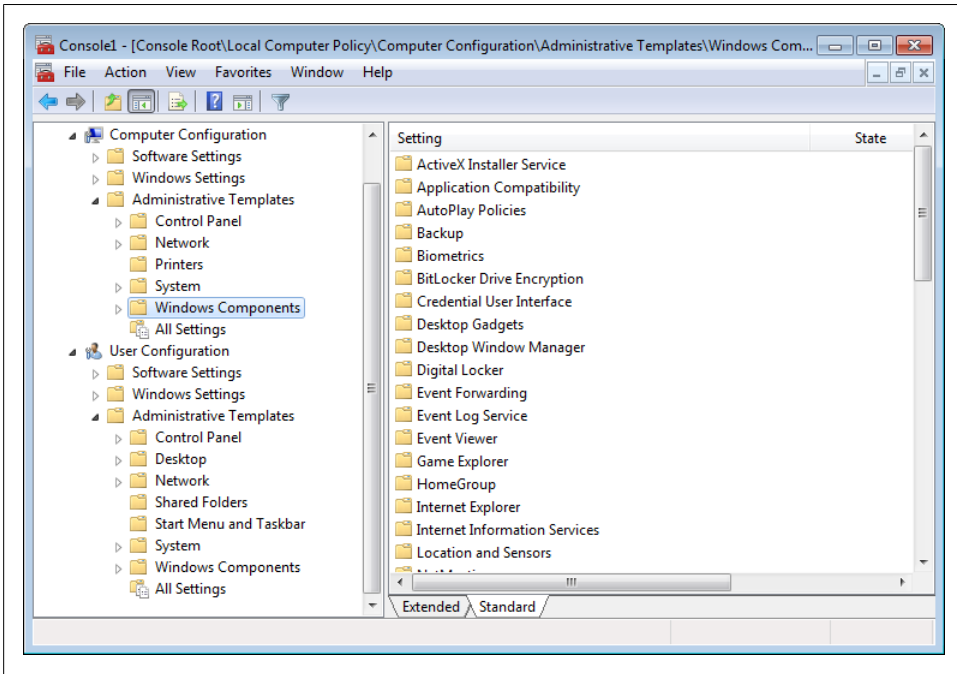 Console1 - [Console Root\Local Computer Policy\Computer Configuration\Administrative Templates\Windows Com...
File Action View Favorites Window Help
Computer Configuration
Software Settings
Windows Settings
Administrative Templates
Control Panel
Network
Printers
System
Windows Components
All Settings
User Configuration
Software Settings
Windows Settings
Administrative Templates
Control Panel
Desktop
Network
Shared Folders
Start Menu and Taskbar
System
Windows Components
All Settings
Setting State
ActiveX Installer Service
Application Compatibility
AutoPlay Policies
Backup
Biometrics
BitLocker Drive Encryption
Credential User Interface
Desktop Gadgets
Desktop Window Manager
Digital Locker
Event Forwarding
Event Log Service
Event Viewer
Game Explorer
HomeGroup
Internet Explorer
Internet Information Services
Location and Sensors
Extended Standard